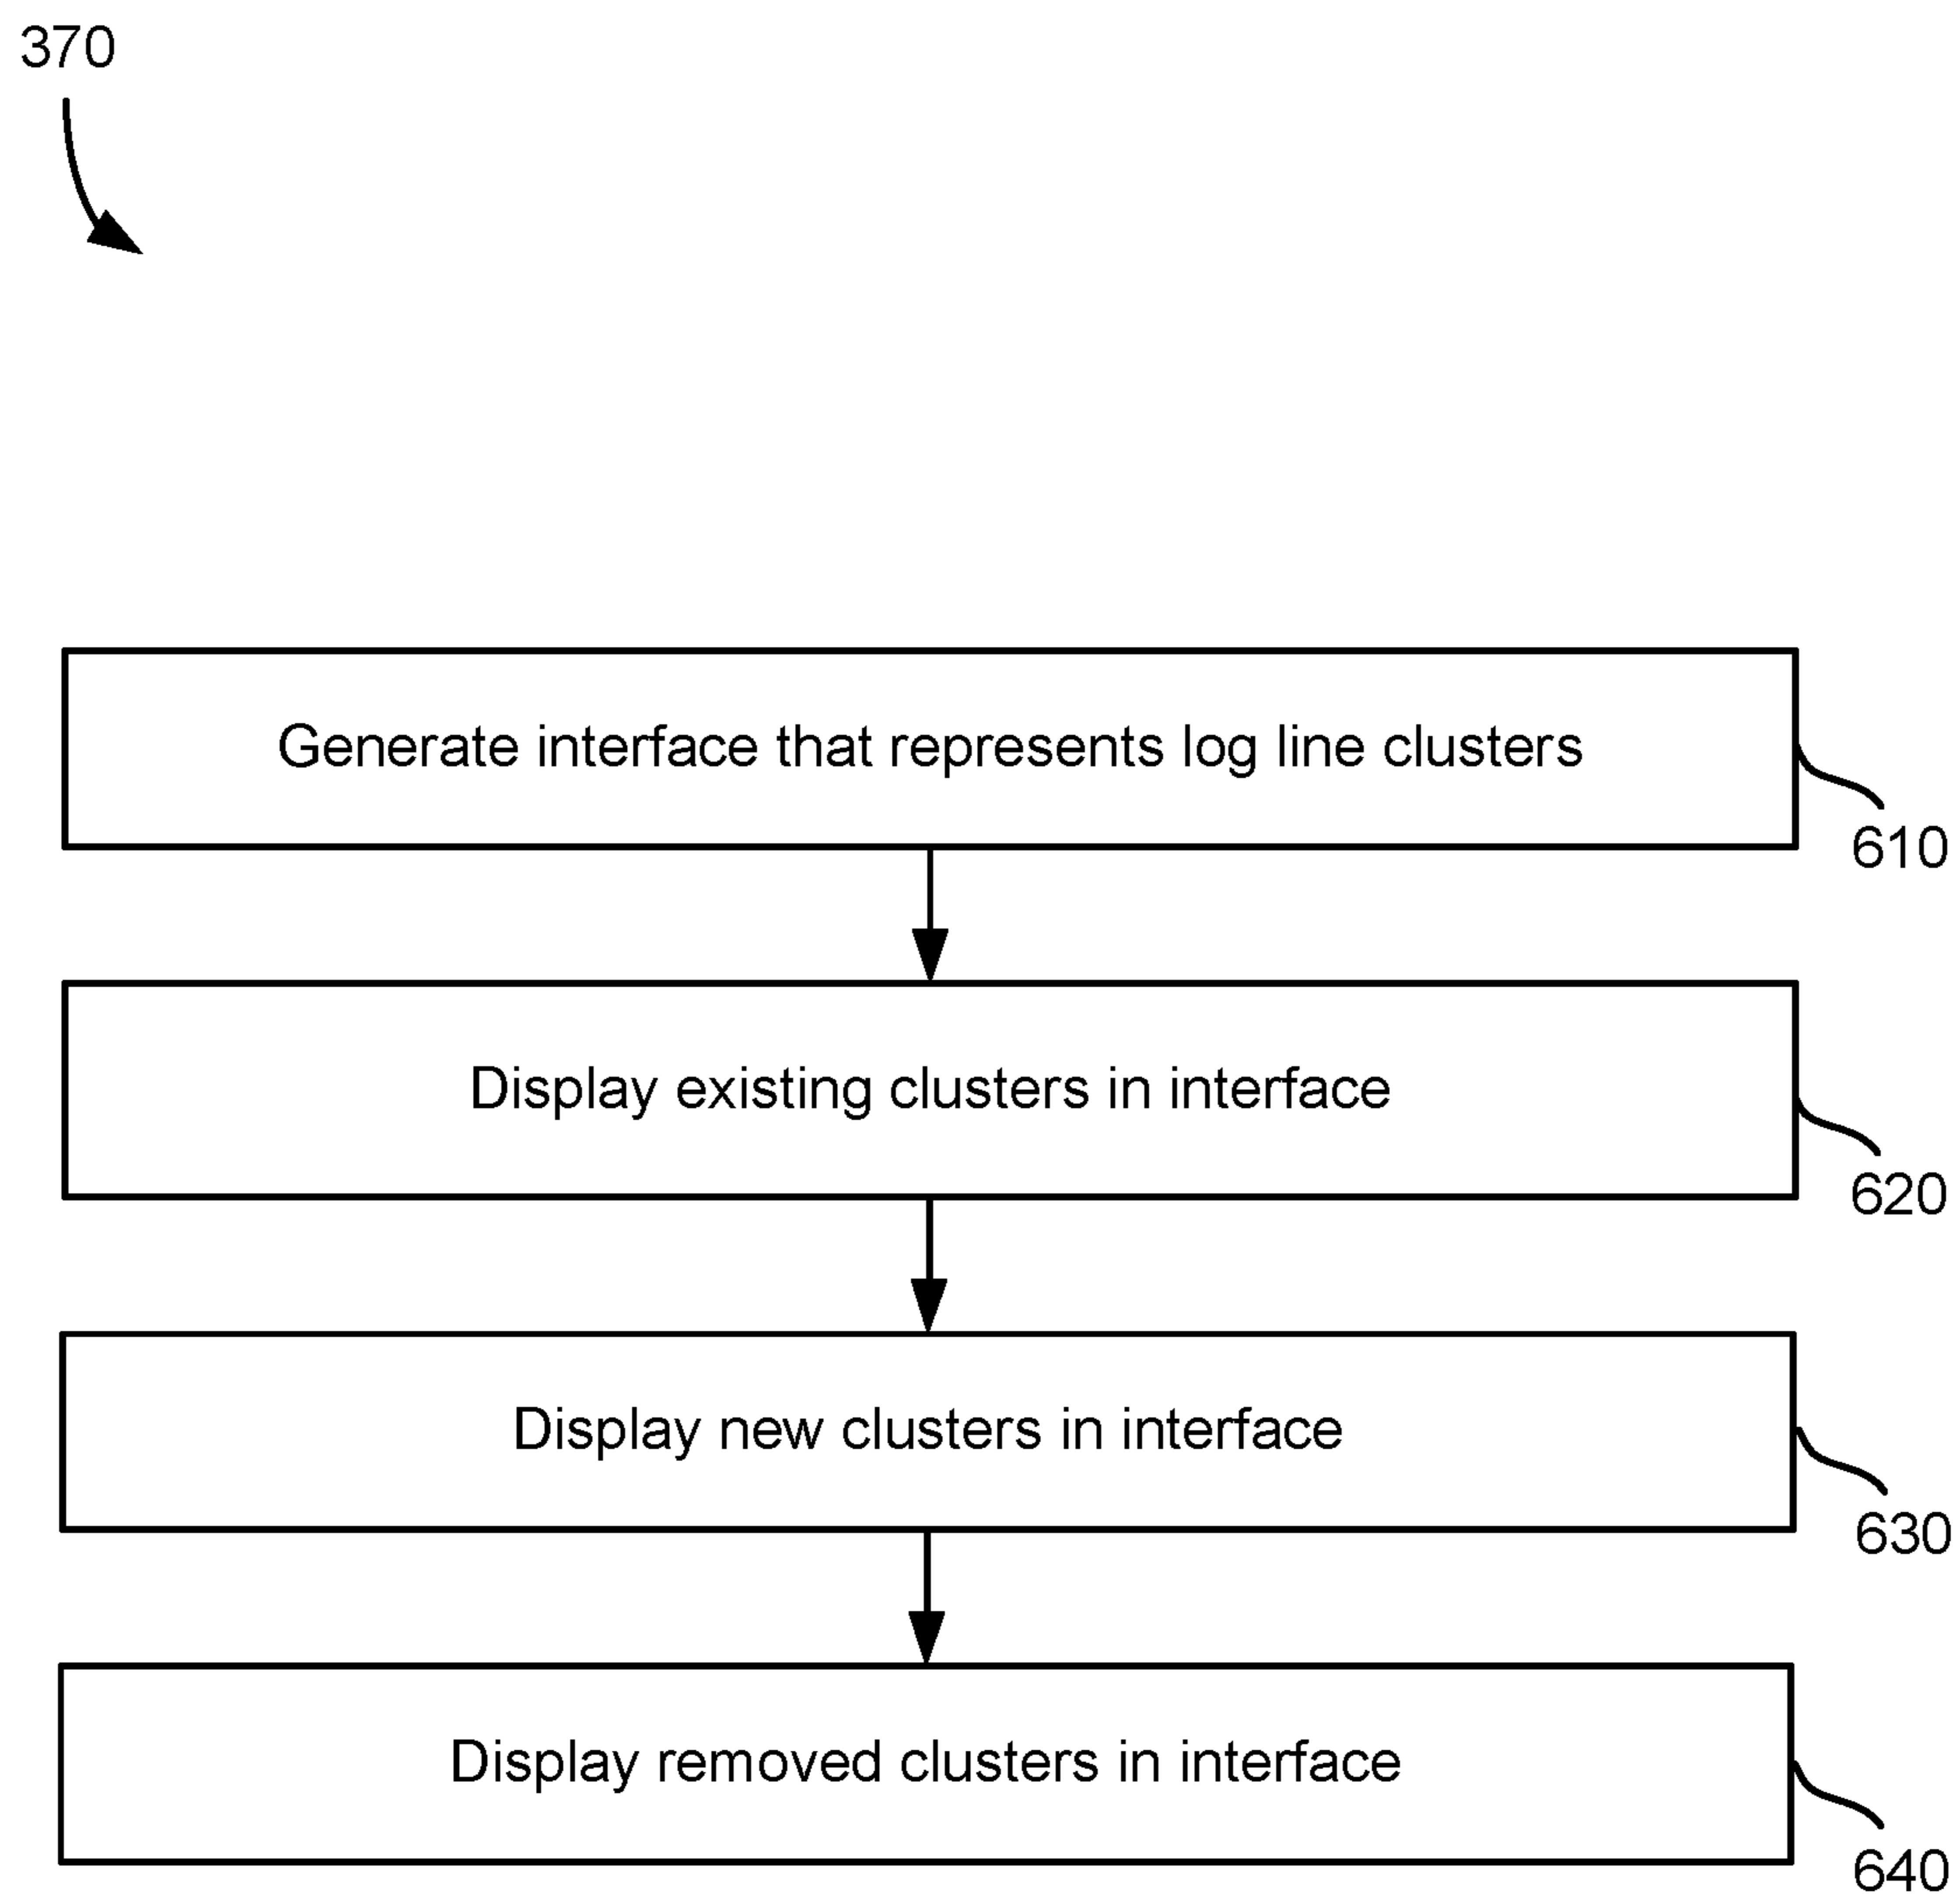 370
Generate interface that represents log line clusters
610
Display existing clusters in interface
620
Display new clusters in interface
630
Display removed clusters in interface
640